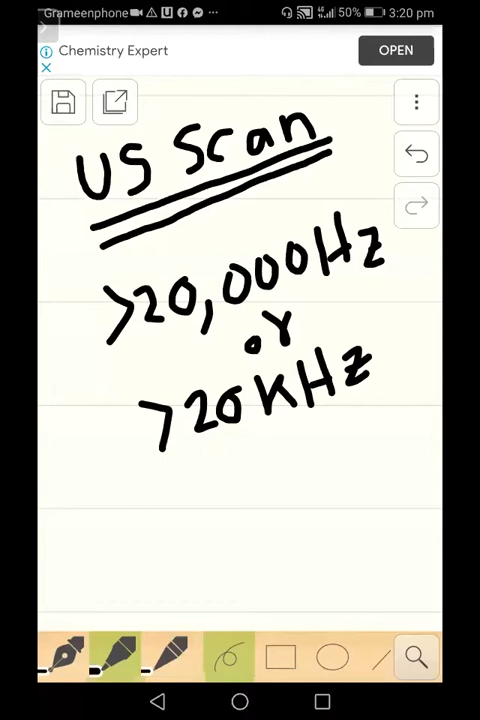 Grameenphone ... 50% 3:20 pm
Chemistry Expert
OPEN
US Scan
>20,000Hz
or
>20KHz